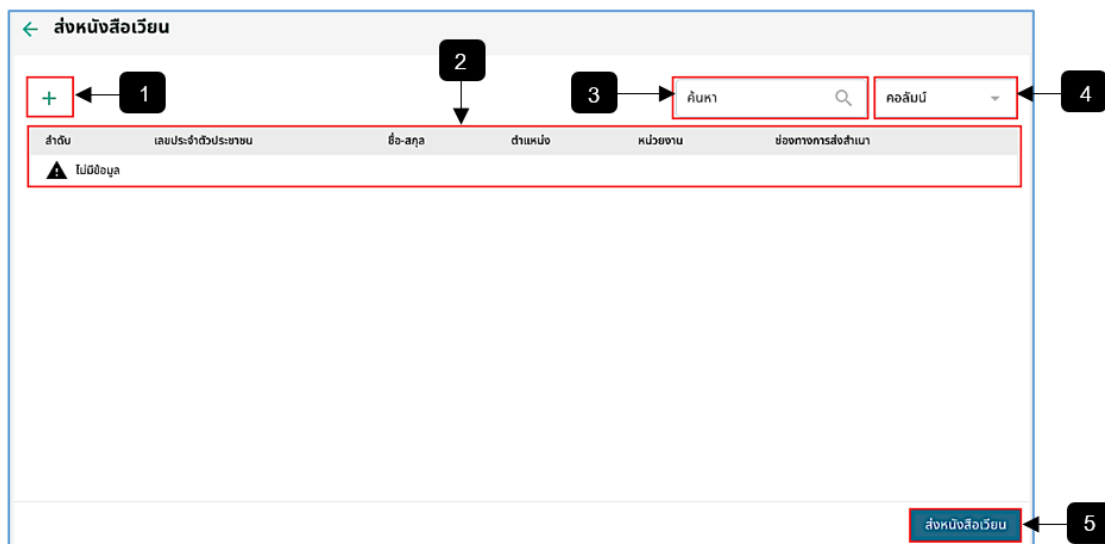 ส่งหนังสือเวียน
2
+
1
3
ค้นหา
คอลัมน์
4
ลำดับ เลขประจำตัวประชาชน ชื่อ-สกุล ตำแหน่ง หน่วยงาน ช่องทางการส่งสำเนา
ไม่มีข้อมูล
ส่งหนังสือเวียน
5